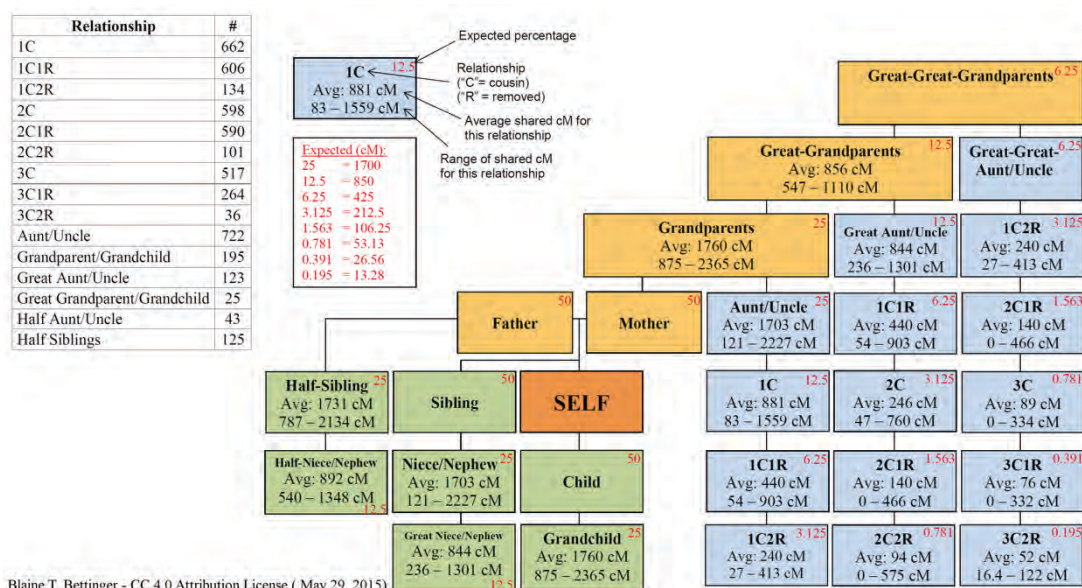 Relationship #
1C 662
1C1R 606
1C2R 134
2C 598
2C1R 590
2C2R 101
3C 517
3C1R 264
3C2R 36
Aunt/Uncle 722
Grandparent/Grandchild 195
Great Aunt/Uncle 123
Great Grandparent/Grandchild 25
Half Aunt/Uncle 43
Half Siblings 125
1C 12.5
Avg: 881 cM
83 – 1559 cM
Expected percentage
Relationship
("C"= cousin)
("R" = removed)
Average shared cM for
this relationship
Range of shared cM
for this relationship
Expected (cM):
25 = 1700
12.5 = 850
6.25 = 425
3.125 = 212.5
1.563 = 106.25
0.781 = 53.13
0.391 = 26.56
0.195 = 13.28
Great-Great-Grandparents 6.25
Great-Grandparents 12.5
Avg: 856 cM
547 – 1110 cM
Great-Great-
Aunt/Uncle
6.25
Grandparents 25
Avg: 1760 cM
875 – 2365 cM
Great Aunt/Uncle 12.5
Avg: 844 cM
236 – 1301 cM
1C2R 3.125
Avg: 240 cM
27 – 413 cM
Father 50
Mother 50
Aunt/Uncle 25
Avg: 1703 cM
121 – 2227 cM
1C1R 6.25
Avg: 440 cM
54 – 903 cM
2C1R 1.563
Avg: 140 cM
0 – 466 cM
Half-Sibling 25
Avg: 1731 cM
787 – 2134 cM
Sibling 50
SELF
1C 12.5
Avg: 881 cM
83 – 1559 cM
2C 3.125
Avg: 246 cM
47 – 760 cM
3C 0.781
Avg: 89 cM
0 – 334 cM
Half-Niece/Nephew
Avg: 892 cM
540 – 1348 cM
12.5
Niece/Nephew 25
Avg: 1703 cM
121 – 2227 cM
Child 50
1C1R 6.25
Avg: 440 cM
54 – 903 cM
2C1R 1.563
Avg: 140 cM
0 – 466 cM
3C1R 0.391
Avg: 76 cM
0 – 332 cM
Great Niece/Nephew
Avg: 844 cM
236 – 1301 cM
12.5
Grandchild 25
Avg: 1760 cM
875 – 2365 cM
1C2R 3.125
Avg: 240 cM
27 – 413 cM
2C2R 0.781
Avg: 94 cM
0 – 575 cM
3C2R 0.195
Avg: 52 cM
16.4 – 122 cM
Blaine T. Bettinger - CC 4.0 Attribution License ( May 29, 2015)